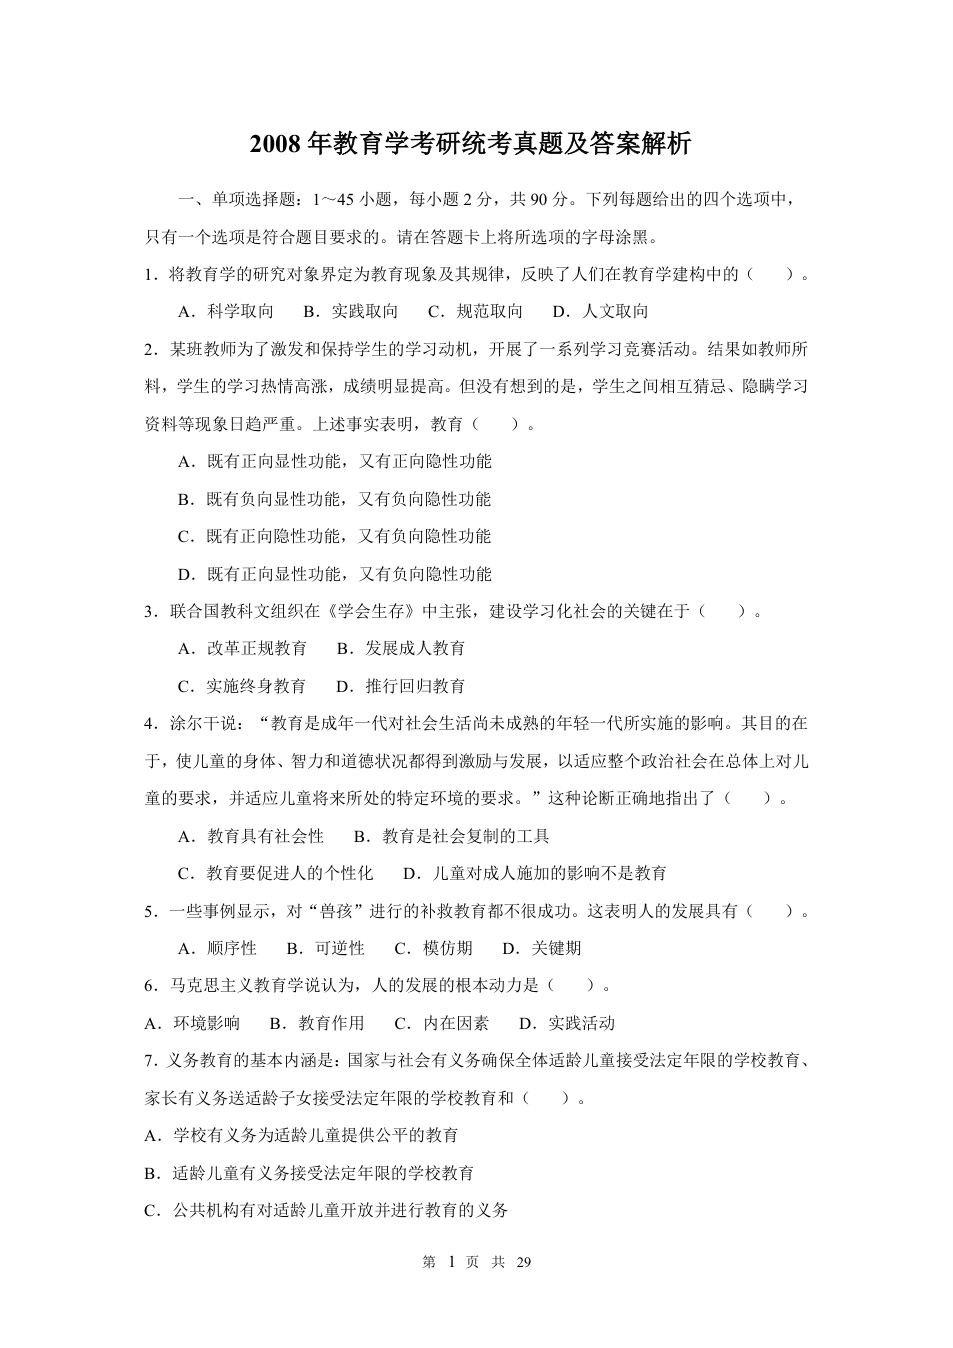 2008 年教育学考研统考真题及答案解析
一、单项选择题：1～45 小题，每小题 2 分，共 90 分。下列每题给出的四个选项中，
只有一个选项是符合题目要求的。请在答题卡上将所选项的字母涂黑。
1．将教育学的研究对象界定为教育现象及其规律，反映了人们在教育学建构中的（　　）。
A．科学取向　B．实践取向　C．规范取向　D．人文取向
2．某班教师为了激发和保持学生的学习动机，开展了一系列学习竞赛活动。结果如教师所
料，学生的学习热情高涨，成绩明显提高。但没有想到的是，学生之间相互猜忌、隐瞒学习
资料等现象日趋严重。上述事实表明，教育（　　）。
A．既有正向显性功能，又有正向隐性功能
B．既有负向显性功能，又有负向隐性功能
C．既有正向隐性功能，又有负向隐性功能
D．既有正向显性功能，又有负向隐性功能
3．联合国教科文组织在《学会生存》中主张，建设学习化社会的关键在于（　　）。
A．改革正规教育　B．发展成人教育
C．实施终身教育　D．推行回归教育
4．涂尔干说：“教育是成年一代对社会生活尚未成熟的年轻一代所实施的影响。其目的在
于，使儿童的身体、智力和道德状况都得到激励与发展，以适应整个政治社会在总体上对儿
童的要求，并适应儿童将来所处的特定环境的要求。”这种论断正确地指出了（　　）。
A．教育具有社会性　B．教育是社会复制的工具
C．教育要促进人的个性化　D．儿童对成人施加的影响不是教育
5．一些事例显示，对“兽孩”进行的补救教育都不很成功。这表明人的发展具有（　　）。
A．顺序性　B．可逆性　C．模仿期　D．关键期
6．马克思主义教育学说认为，人的发展的根本动力是（　　）。
A．环境影响　B．教育作用　C．内在因素　D．实践活动
7．义务教育的基本内涵是：国家与社会有义务确保全体适龄儿童接受法定年限的学校教育、
家长有义务送适龄子女接受法定年限的学校教育和（　　）。
A．学校有义务为适龄儿童提供公平的教育
B．适龄儿童有义务接受法定年限的学校教育
C．公共机构有对适龄儿童开放并进行教育的义务
第 1 页 共 29